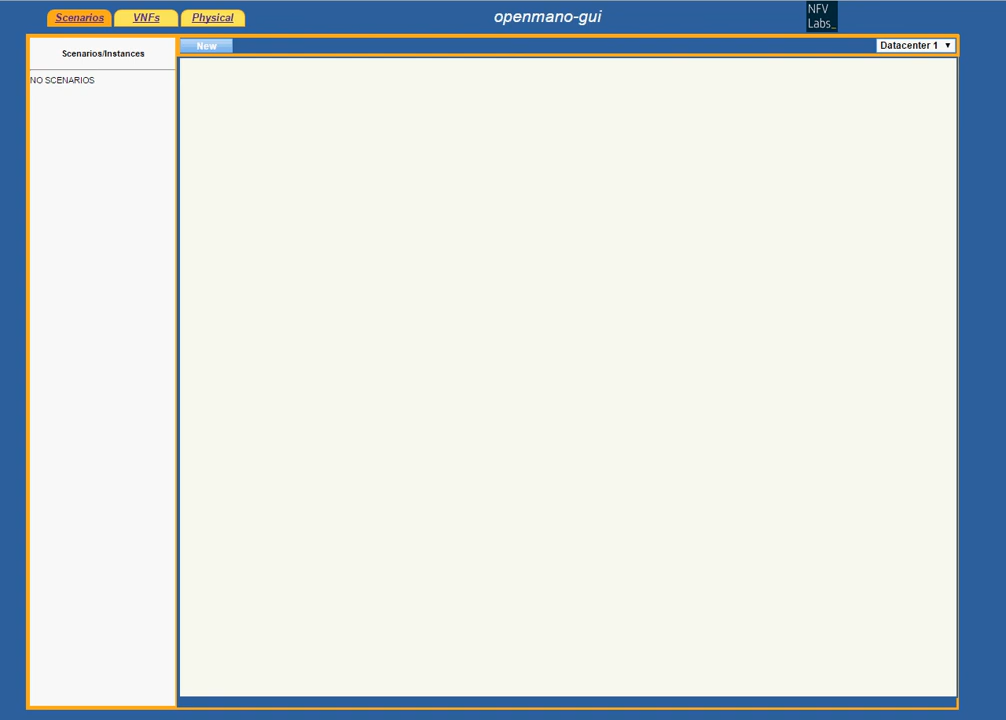 Scenarios VNFs Physical
openmano-gui
NFV
Labs_
Scenarios/Instances
New
Datacenter 1
NO SCENARIOS